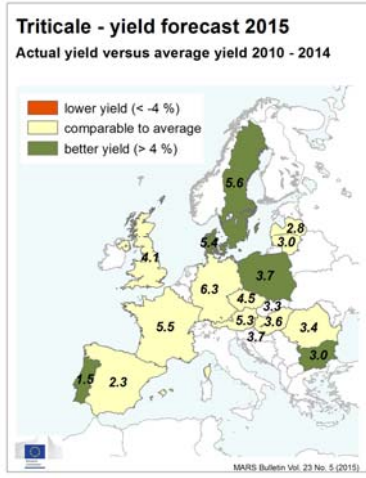 Triticale - yield forecast 2015
Actual yield versus average yield 2010 - 2014
lower yield (< -4 %)
comparable to average
better yield (> 4 %)
5.6
2.8
3.0
5.4
4.1
3.7
6.3
4.5
3.3
5.3
3.6
3.4
5.5
3.7
3.0
1.5
2.3
MARS Bulletin Vol. 23 No. 5 (2015)